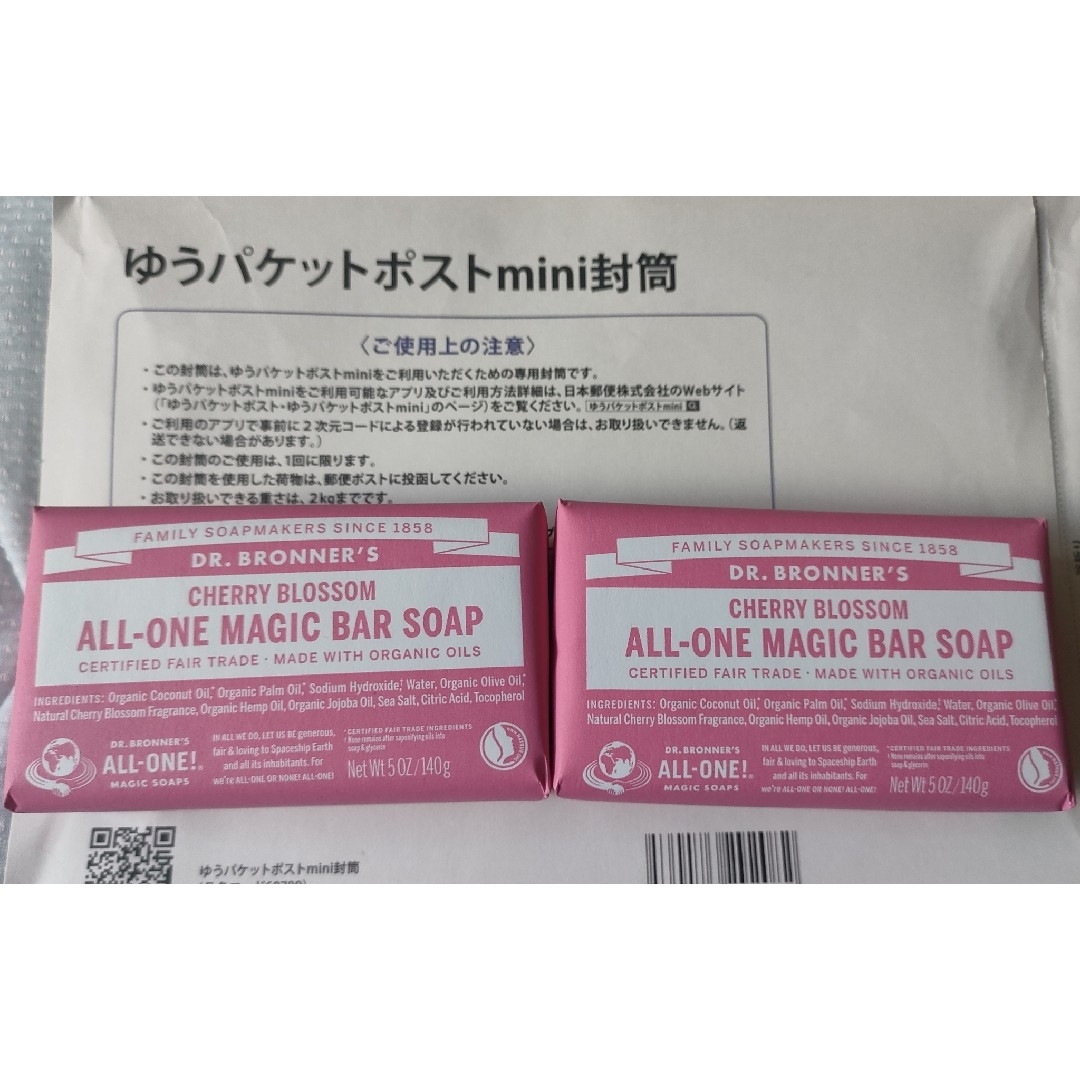 ゆうパケットポストmini封筒
〈ご使用上の注意〉
・この封筒は、ゆうパケットポストminiをご利用いただくための専用封筒です。
・ゆうパケットポストminiをご利用可能なアプリ及びご利用方法詳細は、日本郵便株式会社のWebサイト
(「ゆうパケットポスト・ゆうパケットポストmini」のページ)をご覧ください。 ゆうパケットポストmini
・ご利用のアプリで事前に2次元コードによる登録が行われていない場合は、お取り扱いできません。(返
送できない場合があります。)
・この封筒のご使用は、1回に限ります。
・この封筒を使用した荷物は、郵便ポストに投函してください。
・お取り扱いできる重さは、2kgまでです。
FAMILY SOAPMAKERS SINCE 1858
DR. BRONNER'S
CHERRY BLOSSOM
ALL-ONE MAGIC BAR SOAP
CERTIFIED FAIR TRADE · MADE WITH ORGANIC OILS
INGREDIENTS: Organic Coconut Oil,* Organic Palm Oil,* Sodium Hydroxide,† Water, Organic Olive Oil,*
Natural Cherry Blossom Fragrance, Organic Hemp Oil, Organic Jojoba Oil, Sea Salt, Citric Acid, Tocopherol
DR. BRONNER'S
ALL-ONE!®
MAGIC SOAPS
IN ALL WE DO, LET US BE generous,
fair & loving to Spaceship Earth
and all its inhabitants. For
we're ALL-ONE OR NONE! ALL-ONE!
*CERTIFIED FAIR TRADE INGREDIENTS
† None remains after saponifying oils into
soap & glycerin
Net Wt 5 OZ/140g
FAMILY SOAPMAKERS SINCE 1858
DR. BRONNER'S
CHERRY BLOSSOM
ALL-ONE MAGIC BAR SOAP
CERTIFIED FAIR TRADE · MADE WITH ORGANIC OILS
INGREDIENTS: Organic Coconut Oil,* Organic Palm Oil,* Sodium Hydroxide,† Water, Organic Olive Oil,*
Natural Cherry Blossom Fragrance, Organic Hemp Oil, Organic Jojoba Oil, Sea Salt, Citric Acid, Tocopherol
DR. BRONNER'S
ALL-ONE!®
MAGIC SOAPS
IN ALL WE DO, LET US BE generous,
fair & loving to Spaceship Earth
and all its inhabitants. For
we're ALL-ONE OR NONE! ALL-ONE!
*CERTIFIED FAIR TRADE INGREDIENTS
† None remains after saponifying oils into
soap & glycerin
Net Wt 5 OZ/140g
ゆうパケットポストmini封筒